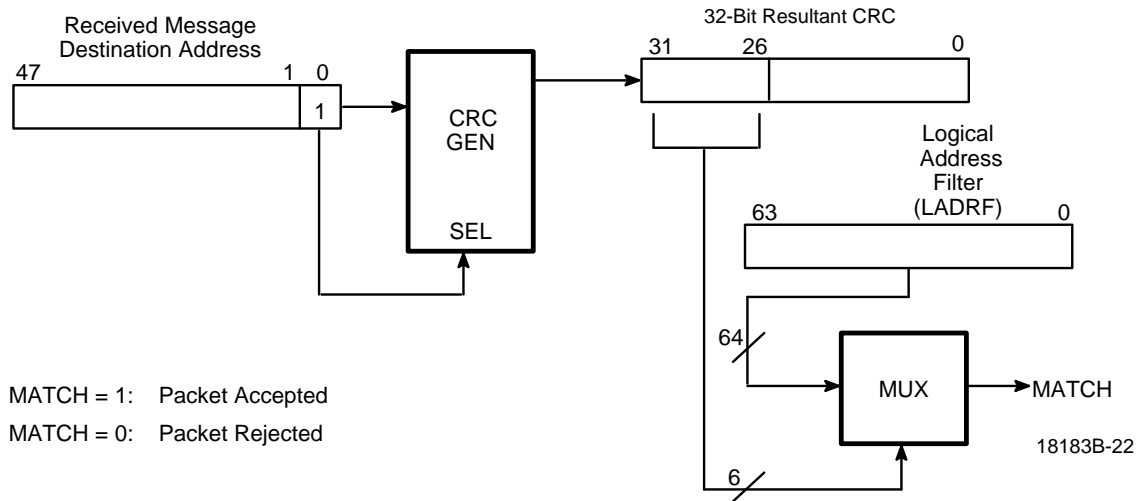 Received Message
Destination Address
47 1 0
1
CRC
GEN
SEL
32-Bit Resultant CRC
31 26 0
Logical
Address
Filter
(LADRF)
63 0
64
MUX
MATCH
6
MATCH = 1: Packet Accepted
MATCH = 0: Packet Rejected
18183B-22